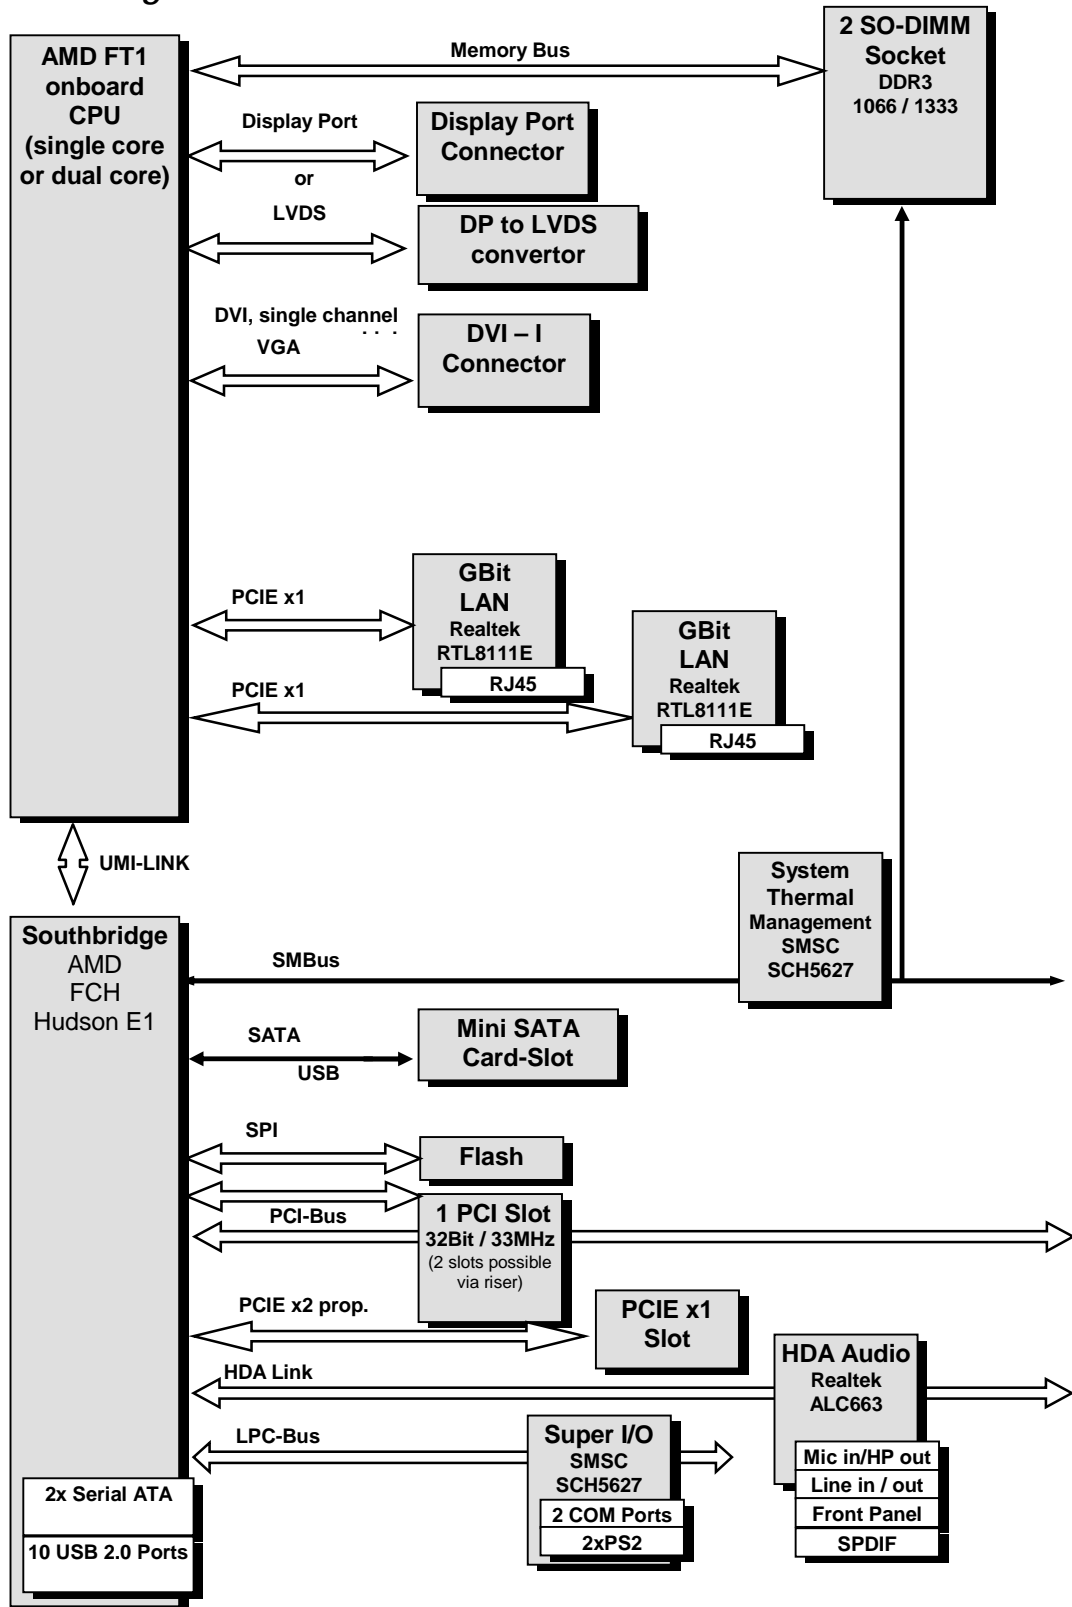 AMD FT1
onboard
CPU
(single core
or dual core)
Memory Bus
2 SO-DIMM
Socket
DDR3
1066 / 1333
Display Port
or
Display Port
Connector
LVDS
DP to LVDS
convertor
DVI, single channel
VGA
DVI – I
Connector
PCIE x1
GBit
LAN
Realtek
RTL8111E
RJ45
PCIE x1
GBit
LAN
Realtek
RTL8111E
RJ45
UMI-LINK
System
Thermal
Management
SMSC
SCH5627
Southbridge
AMD
FCH
Hudson E1
SMBus
SATA
USB
Mini SATA
Card-Slot
SPI
Flash
PCI-Bus
1 PCI Slot
32Bit / 33MHz
(2 slots possible
via riser)
PCIE x2 prop.
PCIE x1
Slot
HDA Link
HDA Audio
Realtek
ALC663
Mic in/HP out
Line in / out
Front Panel
SPDIF
LPC-Bus
Super I/O
SMSC
SCH5627
2 COM Ports
2xPS2
2x Serial ATA
10 USB 2.0 Ports